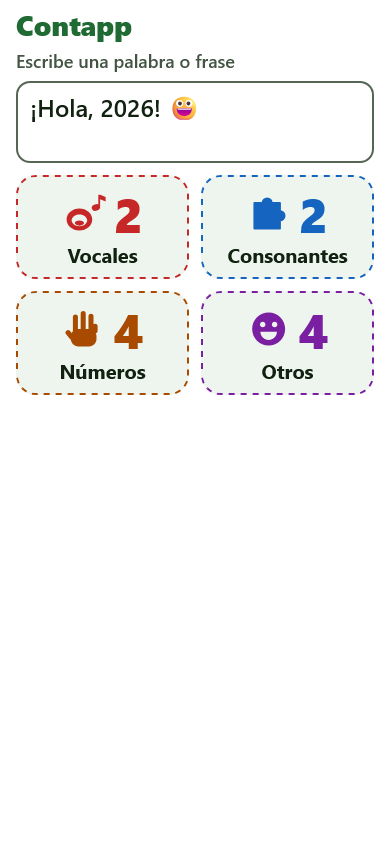 Contapp
Escribe una palabra o frase
¡Hola, 2026! 😀
2
Vocales
2
Consonantes
4
Números
4
Otros